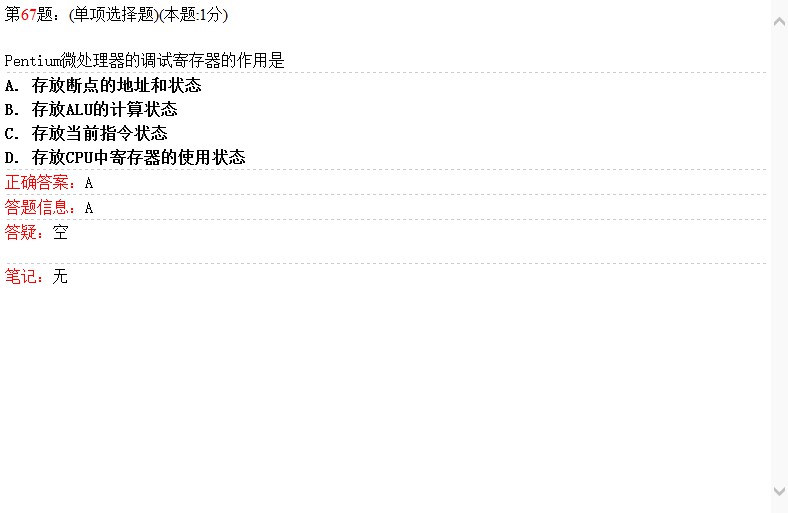 第67题：(单项选择题)(本题:1分)
Pentium微处理器的调试寄存器的作用是
A. 存放断点的地址和状态
B. 存放ALU的计算状态
C. 存放当前指令状态
D. 存放CPU中寄存器的使用状态
正确答案：A
答题信息：A
答疑：空
笔记：无